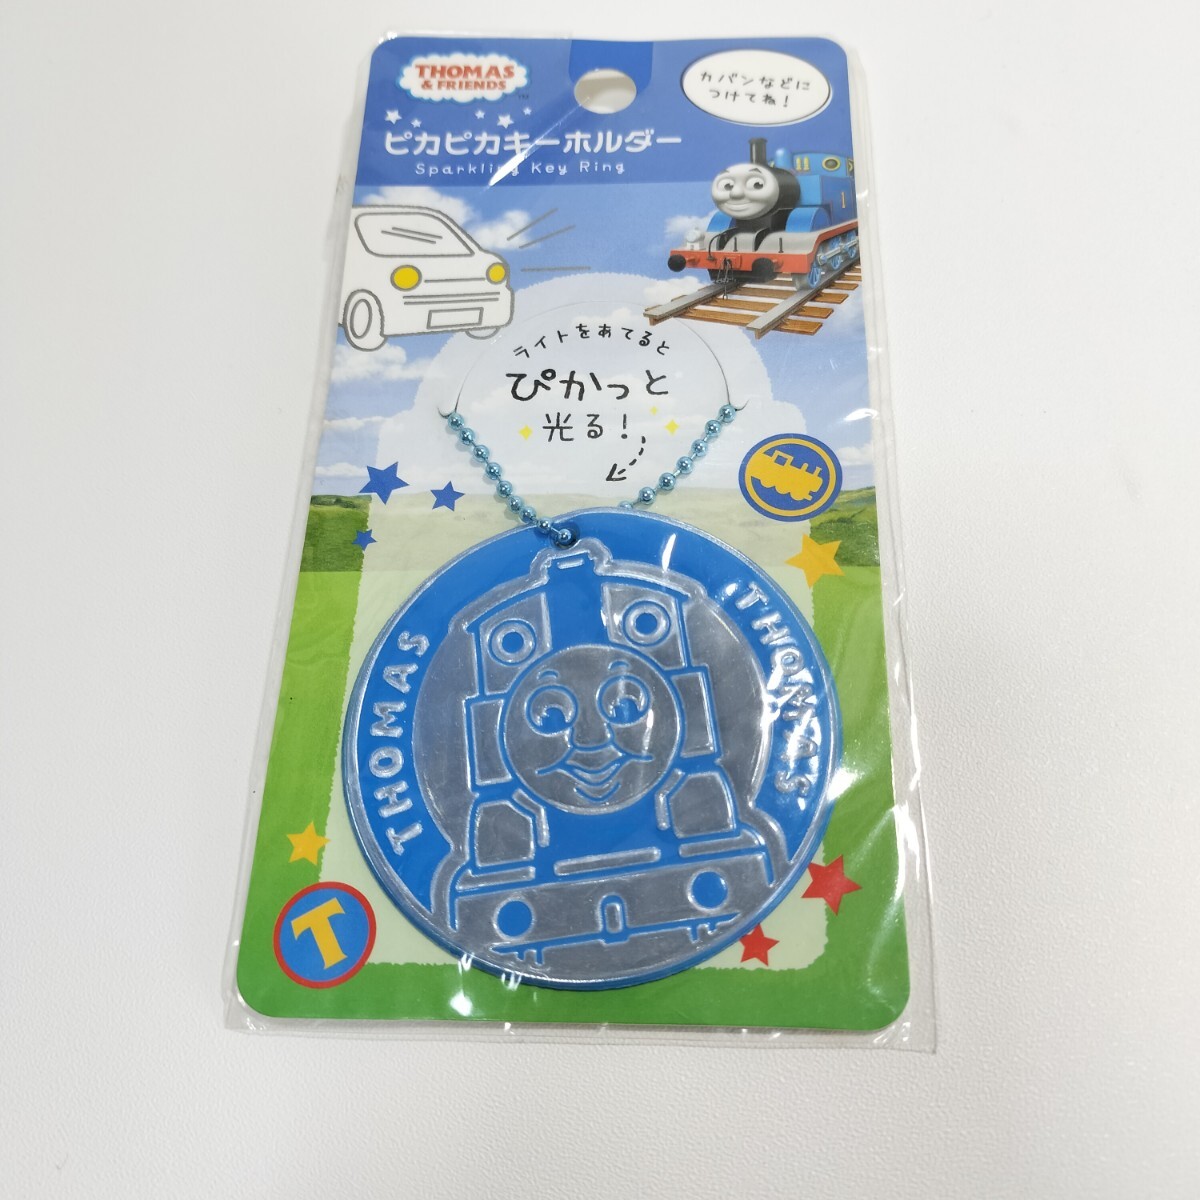 THOMAS
& FRIENDS
TM
カバンなどに
つけてね!
ピカピカキーホルダー
Sparkling Key Ring
ライトをあてると
ぴかっと
光る!
THOMAS
THOMAS
T